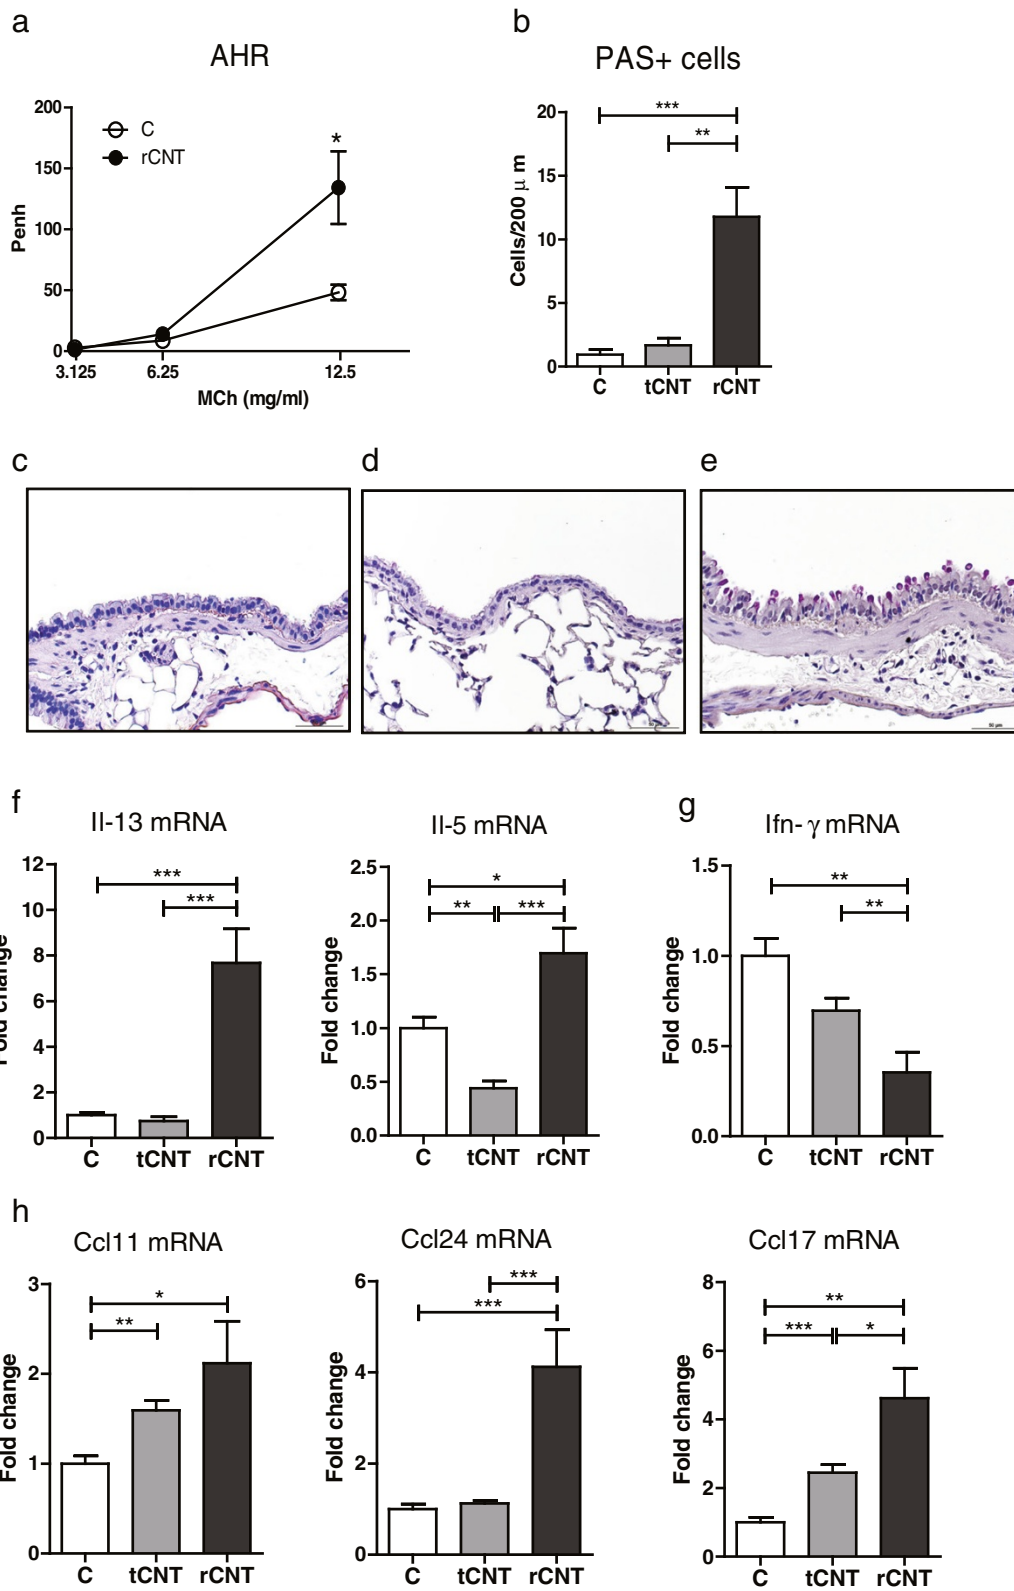 a
AHR
200
150
100
50
0
Penh
C
rCNT
*
3.125 6.25 12.5
MCh (mg/ml)
b
PAS+ cells
20
15
10
5
0
Cells/200 μ m
***
**
C tCNT rCNT
c
d
e
50 μm
f
Il-13 mRNA
12
10
8
6
4
2
0
Fold change
***
***
C tCNT rCNT
Il-5 mRNA
2.5
2.0
1.5
1.0
0.5
0.0
Fold change
*
** ***
C tCNT rCNT
g
Ifn- γ mRNA
1.5
1.0
0.5
0.0
Fold change
**
**
C tCNT rCNT
h
Ccl11 mRNA
3
2
1
0
Fold change
*
**
C tCNT rCNT
Ccl24 mRNA
6
4
2
0
Fold change
***
***
C tCNT rCNT
Ccl17 mRNA
8
6
4
2
0
Fold change
**
*** *
C tCNT rCNT